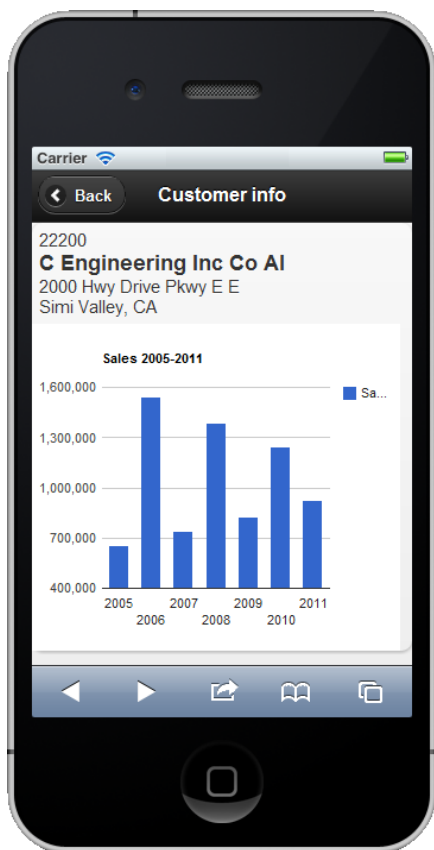 Carrier
Back
Customer info
22200
C Engineering Inc Co Al
2000 Hwy Drive Pkwy E E
Simi Valley, CA
Sales 2005-2011
1,600,000
Sa...
1,300,000
1,000,000
700,000
400,000
2005 2007 2009 2011
2006 2008 2010